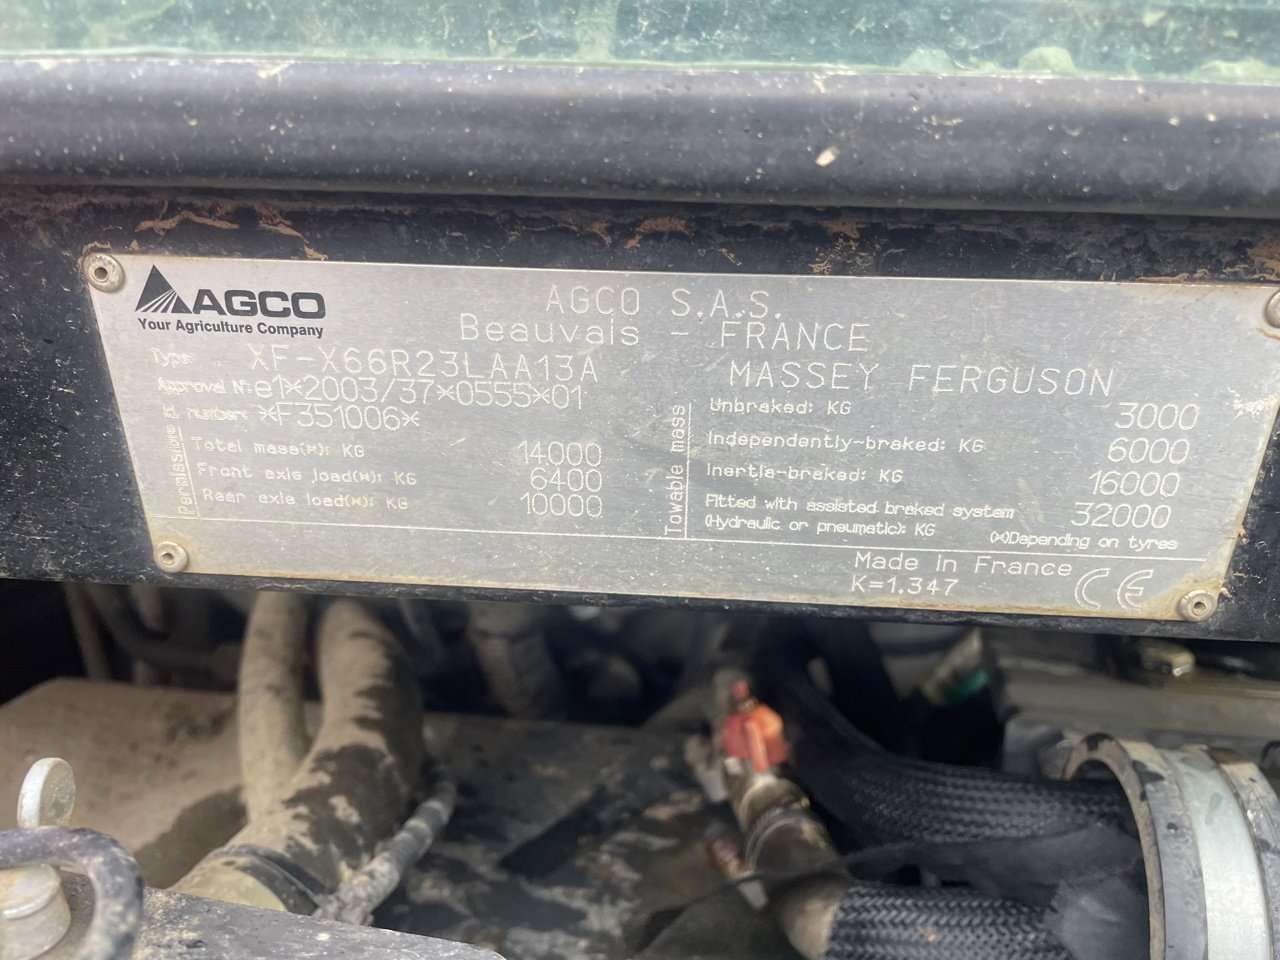 AGCO
Your Agriculture Company
AGCO S.A.S.
Beauvais - FRANCE
Type: XF-X66R23LAA13A
MASSEY FERGUSON
Approval N°: e1*2003/37*0555*01
Id. number: *F351006*
Permissible
Total mass(*): KG 14000
Front axle load(*): KG 6400
Rear axle load(*): KG 10000
Towable mass
Unbraked: KG 3000
Independently-braked: KG 6000
Inertia-braked: KG 16000
Fitted with assisted braked system
(Hydraulic or pneumatic): KG 32000
(*)Depending on tyres
Made in France
K=1.347
CE